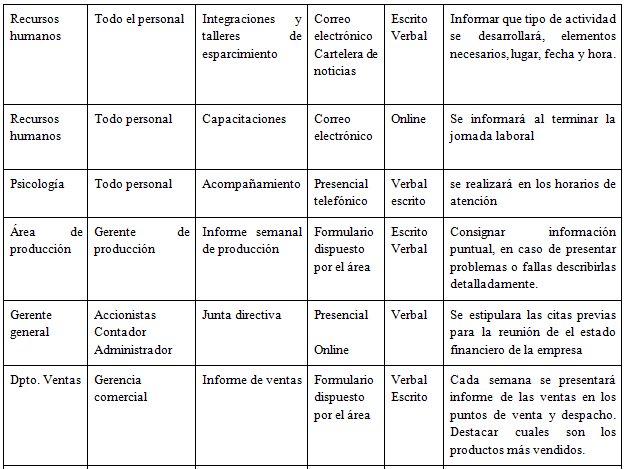 Recursos humanos
Todo el personal
Integraciones y talleres de esparcimiento
Correo electrónico Cartelera de noticias
Escrito Verbal
Informar que tipo de actividad se desarrollará, elementos necesarios, lugar, fecha y hora.
Recursos humanos
Todo personal
Capacitaciones
Correo electrónico
Online
Se informará al terminar la jornada laboral
Psicología
Todo personal
Acompañamiento
Presencial telefónico
Verbal escrito
se realizará en los horarios de atención
Área de producción
Gerente de producción
Informe semanal de producción
Formulario dispuesto por el área
Escrito Verbal
Consignar información puntual, en caso de presentar problemas o fallas describirlas detalladamente.
Gerente general
Accionistas Contador Administrador
Junta directiva
Presencial Online
Verbal
Se estipulara las citas previas para la reunión de el estado financiero de la empresa
Dpto. Ventas
Gerencia comercial
Informe de ventas
Formulario dispuesto por el área
Verbal Escrito
Cada semana se presentará informe de las ventas en los puntos de venta y despacho. Destacar cuales son los productos más vendidos.